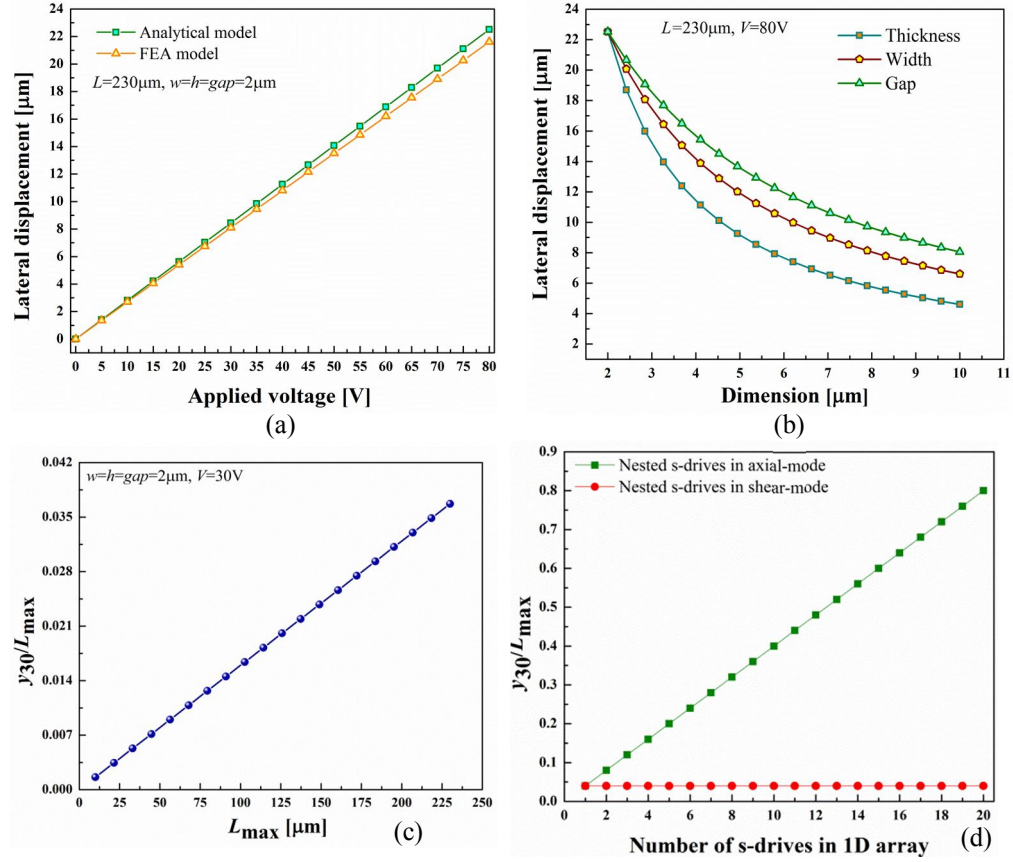 24
22
20
18
16
14
12
10
8
6
4
2
0
Lateral displacement [μm]
Analytical model
FEA model
L=230μm, w=h=gap=2μm
0 5 10 15 20 25 30 35 40 45 50 55 60 65 70 75 80
Applied voltage [V]
(a)
24
22
20
18
16
14
12
10
8
6
4
2
Lateral displacement [μm]
L=230μm, V=80V
Thickness
Width
Gap
2 3 4 5 6 7 8 9 10 11
Dimension [μm]
(b)
0.042
0.035
0.028
0.021
0.014
0.007
0.000
y30/Lmax
w=h=gap=2μm, V=30V
0 25 50 75 100 125 150 175 200 225 250
Lmax [μm]
(c)
0.9
0.8
0.7
0.6
0.5
0.4
0.3
0.2
0.1
0.0
y30/Lmax
Nested s-drives in axial-mode
Nested s-drives in shear-mode
0 2 4 6 8 10 12 14 16 18 20
Number of s-drives in 1D array
(d)